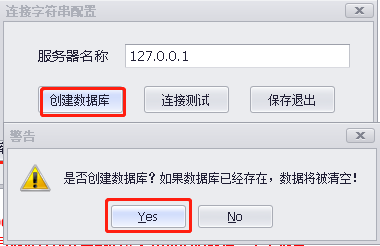 连接字符串配置
服务器名称 127.0.0.1
创建数据库 连接测试 保存退出
警告
是否创建数据库？如果数据库已经存在，数据将被清空！
Yes No